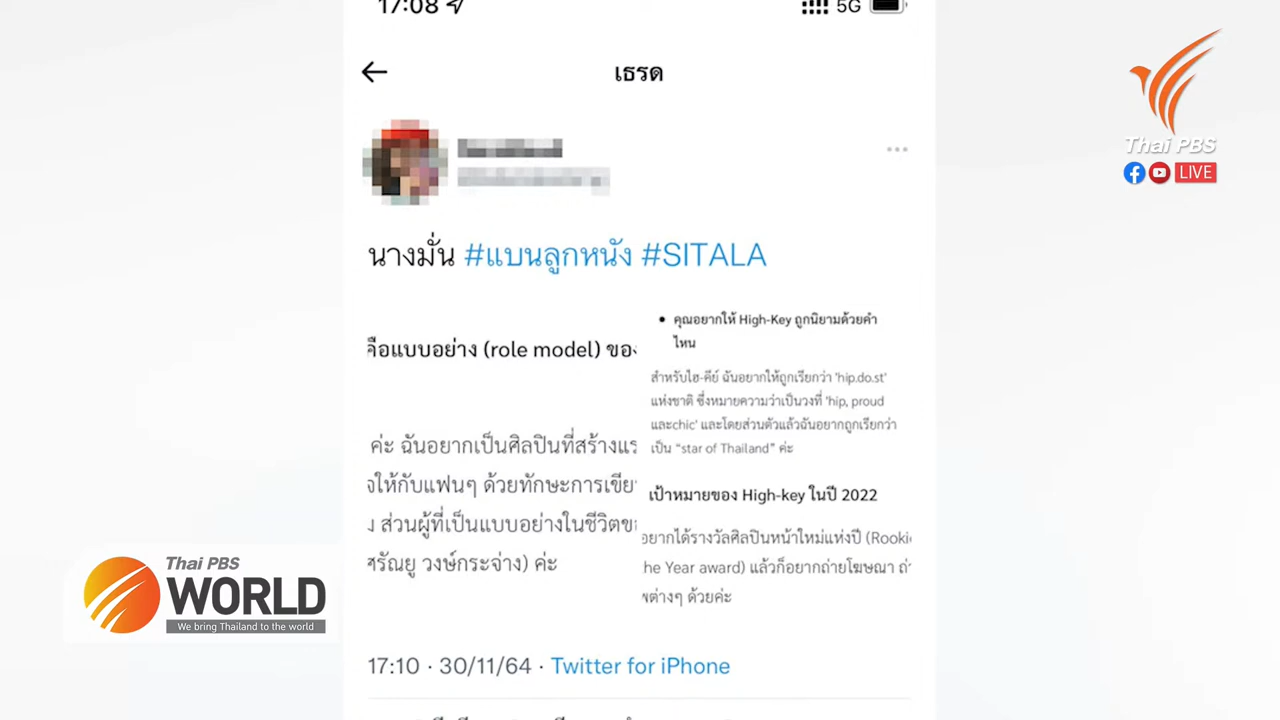 17:08
5G
เธรด
Thai PBS
LIVE
นางมั่น #แบนลูกหนัง #SITALA
คือแบบอย่าง (role model) ของ
ค่ะ ฉันอยากเป็นศิลปินที่สร้างแร
จให้กับแฟนๆ ด้วยทักษะการเขีย
ง ส่วนผู้ที่เป็นแบบอย่างในชีวิตข
ศรัณยู วงษ์กระจ่าง) ค่ะ
• คุณอยากให้ High-Key ถูกนิยามด้วยคำ
ไหน
สำหรับไฮ-คีย์ ฉันอยากให้ถูกเรียกว่า 'hip.do.st'
แห่งชาติ ซึ่งหมายความว่าเป็นวงที่ 'hip, proud
และchic' และโดยส่วนตัวแล้วฉันอยากถูกเรียกว่า
เป็น “star of Thailand” ค่ะ
เป้าหมายของ High-key ในปี 2022
อยากได้รางวัลศิลปินหน้าใหม่แห่งปี (Rookie
he Year award) แล้วก็อยากถ่ายโฆษณา ถ่า
พต่างๆ ด้วยค่ะ
17:10 · 30/11/64 · Twitter for iPhone
Thai PBS
WORLD
We bring Thailand to the world